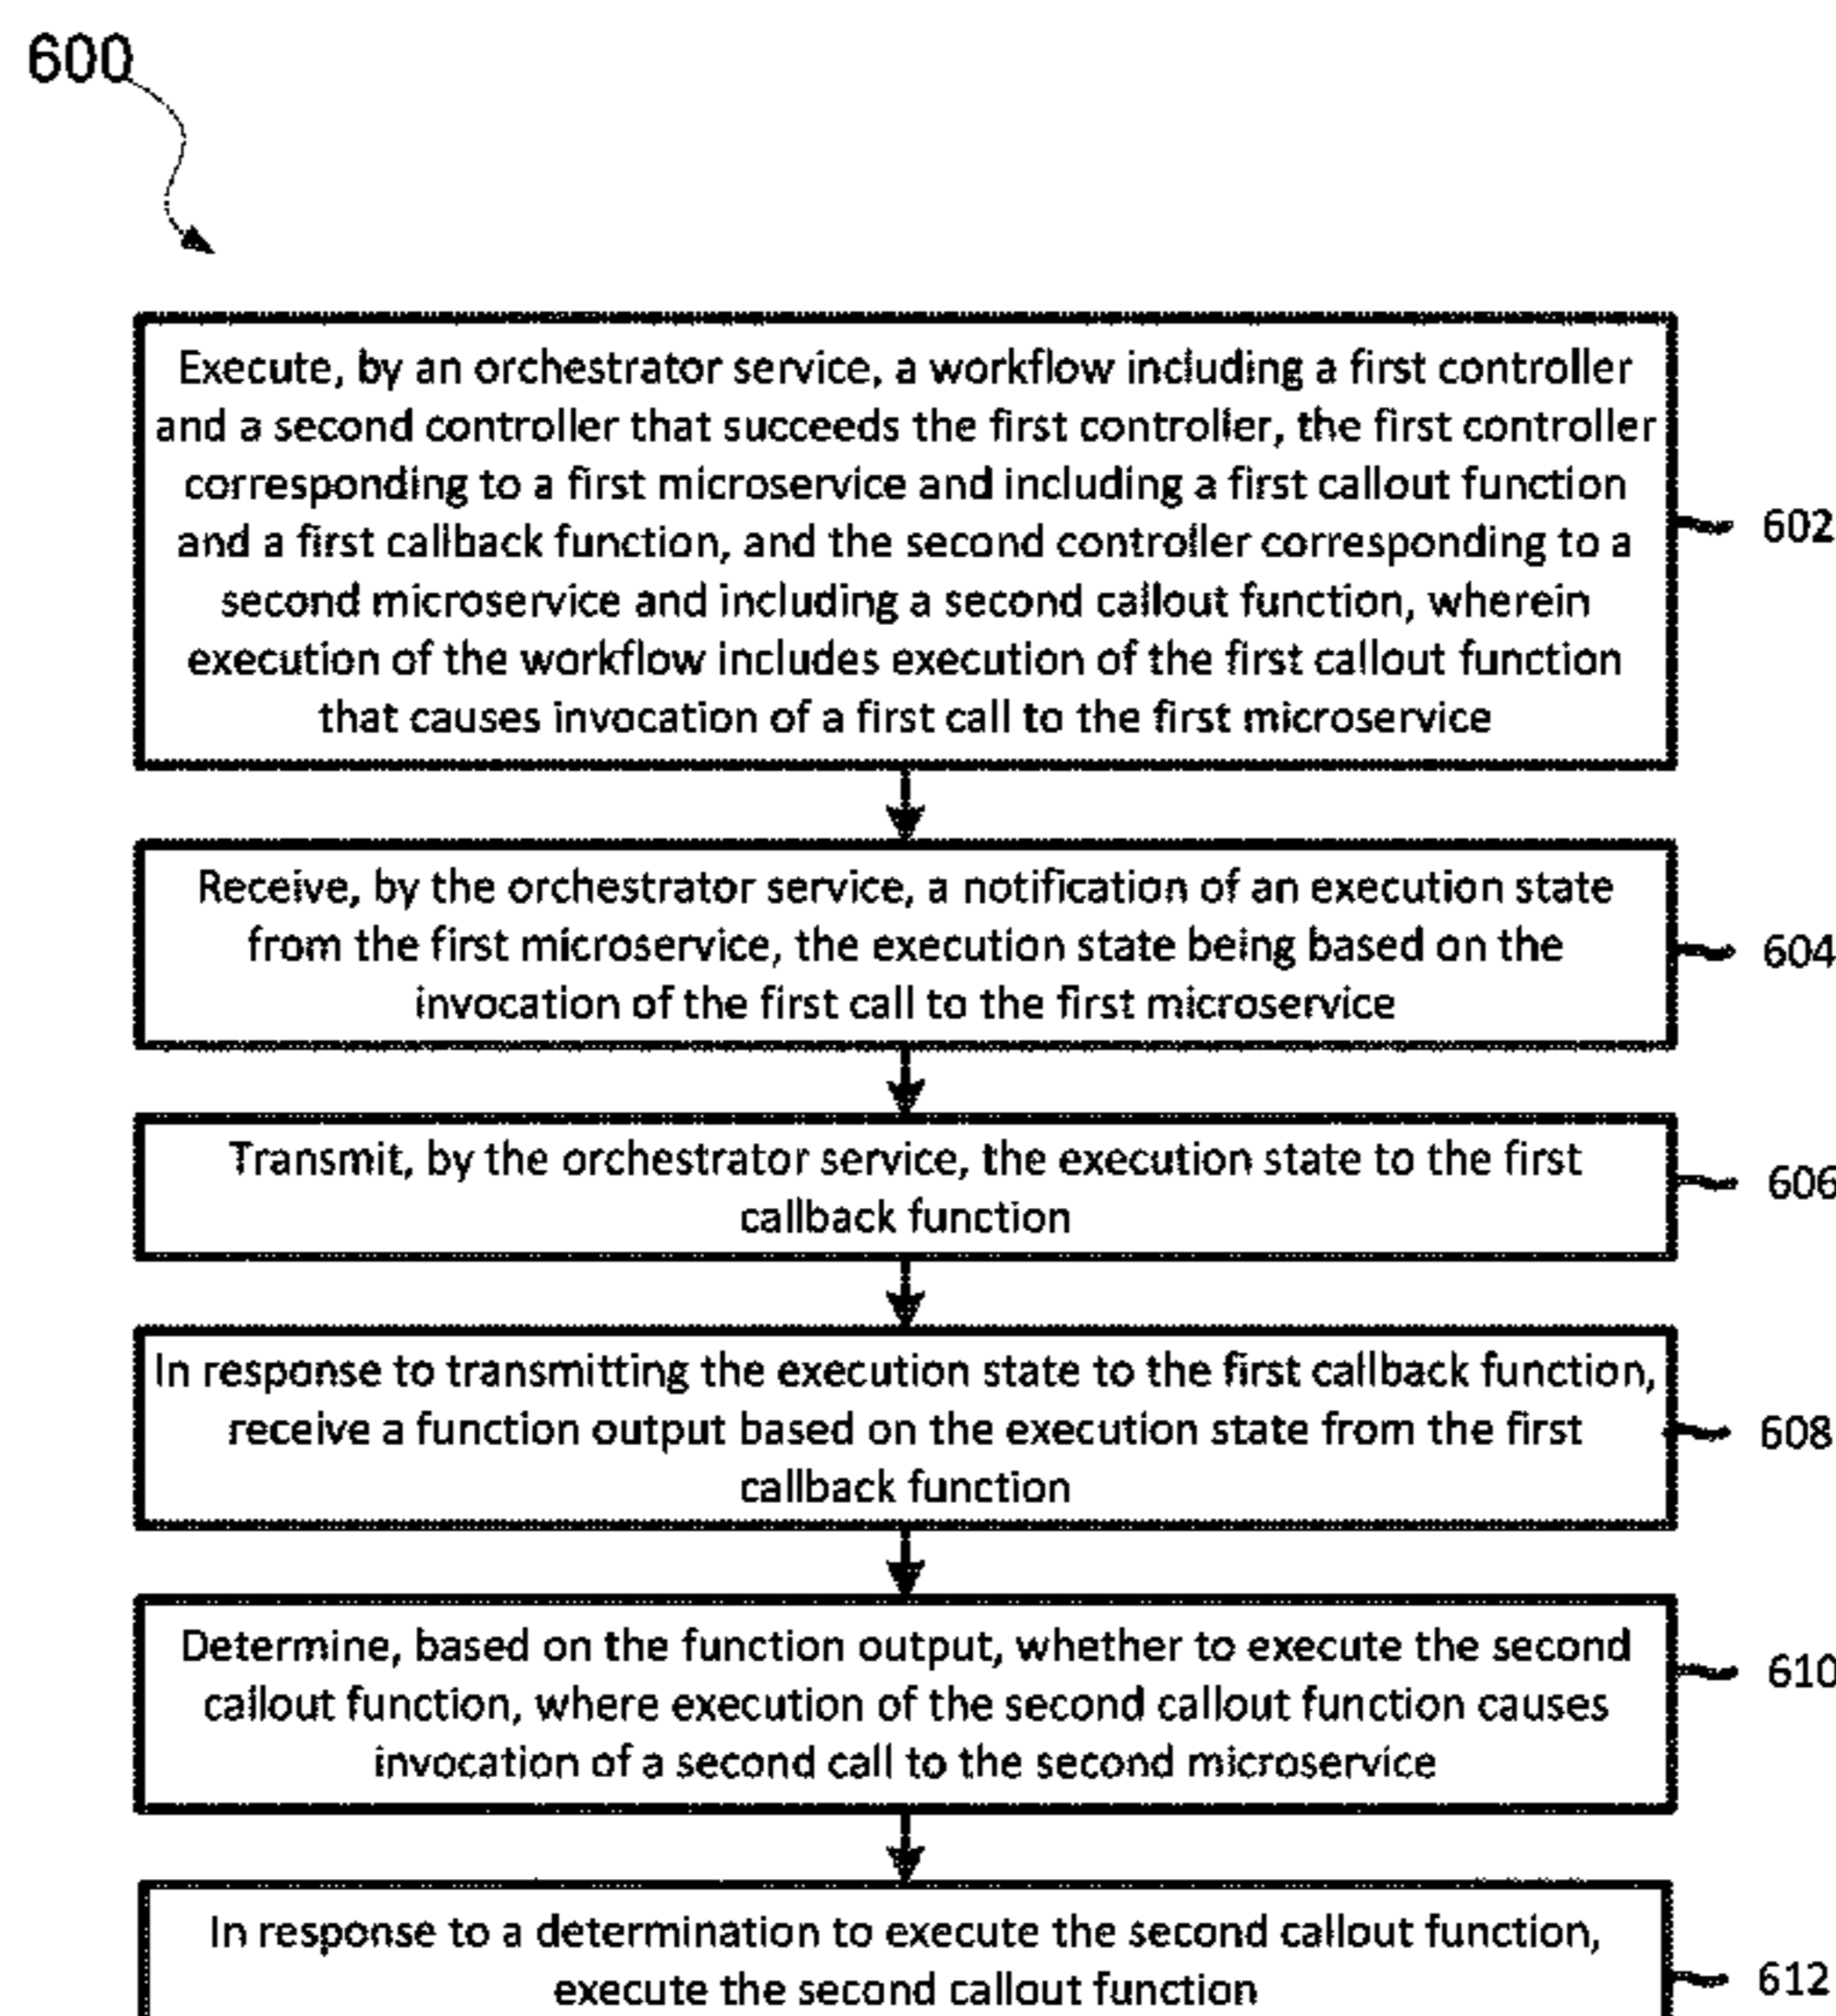 600
Execute, by an orchestrator service, a workflow including a first controller
and a second controller that succeeds the first controller, the first controller
corresponding to a first microservice and including a first callout function
and a first callback function, and the second controller corresponding to a
second microservice and including a second callout function, wherein
execution of the workflow includes execution of the first callout function
that causes invocation of a first call to the first microservice
602
Receive, by the orchestrator service, a notification of an execution state
from the first microservice, the execution state being based on the
invocation of the first call to the first microservice
604
Transmit, by the orchestrator service, the execution state to the first
callback function
606
In response to transmitting the execution state to the first callback function,
receive a function output based on the execution state from the first
callback function
608
Determine, based on the function output, whether to execute the second
callout function, where execution of the second callout function causes
invocation of a second call to the second microservice
610
In response to a determination to execute the second callout function,
execute the second callout function
612